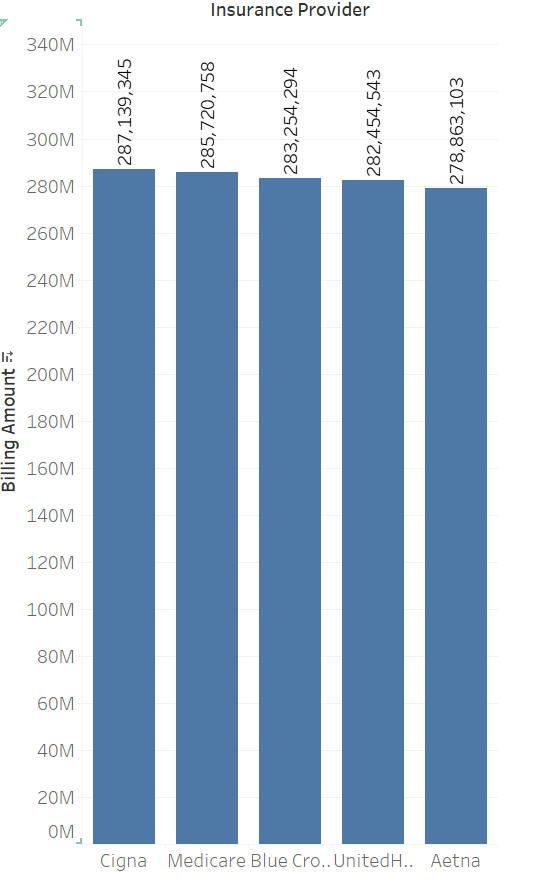 Insurance Provider
340M
320M
300M
280M
260M
240M
220M
200M
180M
160M
140M
120M
100M
80M
60M
40M
20M
0M
Billing Amount
287,139,345
285,720,758
283,254,294
282,454,543
278,863,103
Cigna
Medicare
Blue Cro..
UnitedH..
Aetna